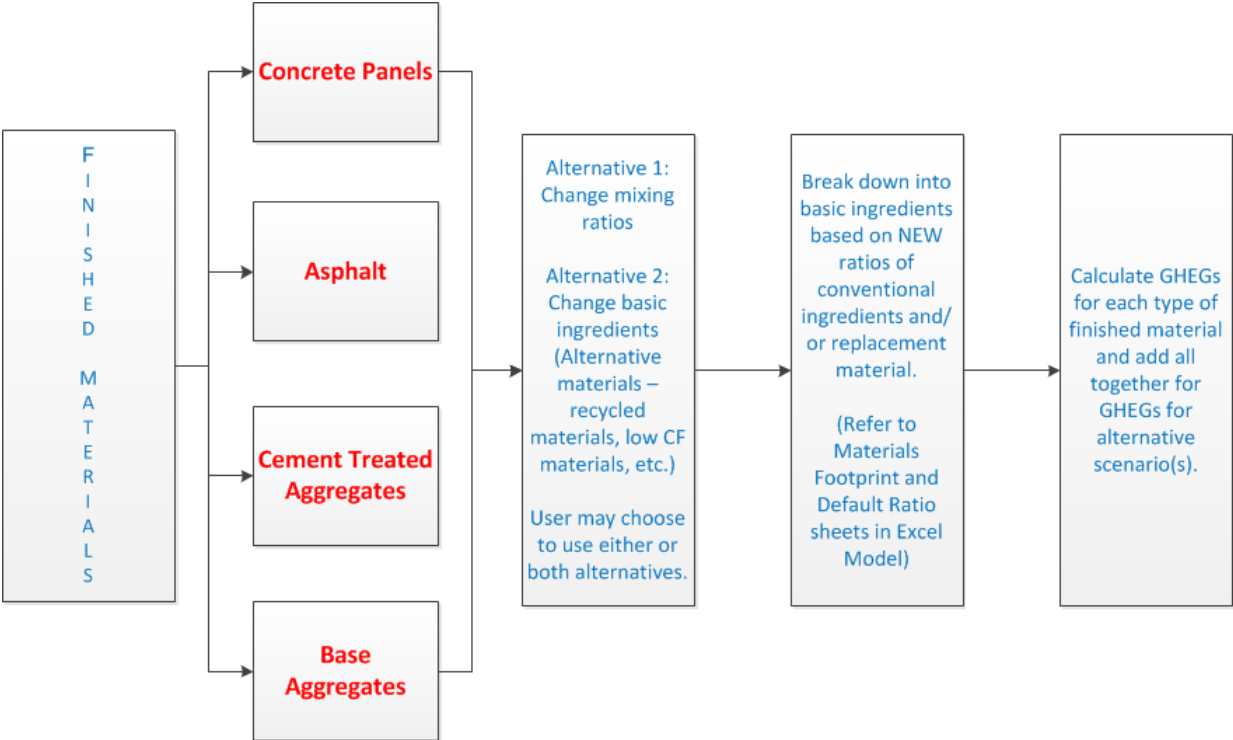 FINISHED MATERIALS
Concrete Panels
Asphalt
Cement Treated
Aggregates
Base
Aggregates
Alternative 1:
Change mixing
ratios
Alternative 2:
Change basic
ingredients
(Alternative
materials –
recycled
materials, low CF
materials, etc.)
User may choose
to use either or
both alternatives.
Break down into
basic ingredients
based on NEW
ratios of
conventional
ingredients and/
or replacement
material.
(Refer to
Materials
Footprint and
Default Ratio
sheets in Excel
Model)
Calculate GHEGs
for each type of
finished material
and add all
together for
GHEGs for
alternative
scenario(s).